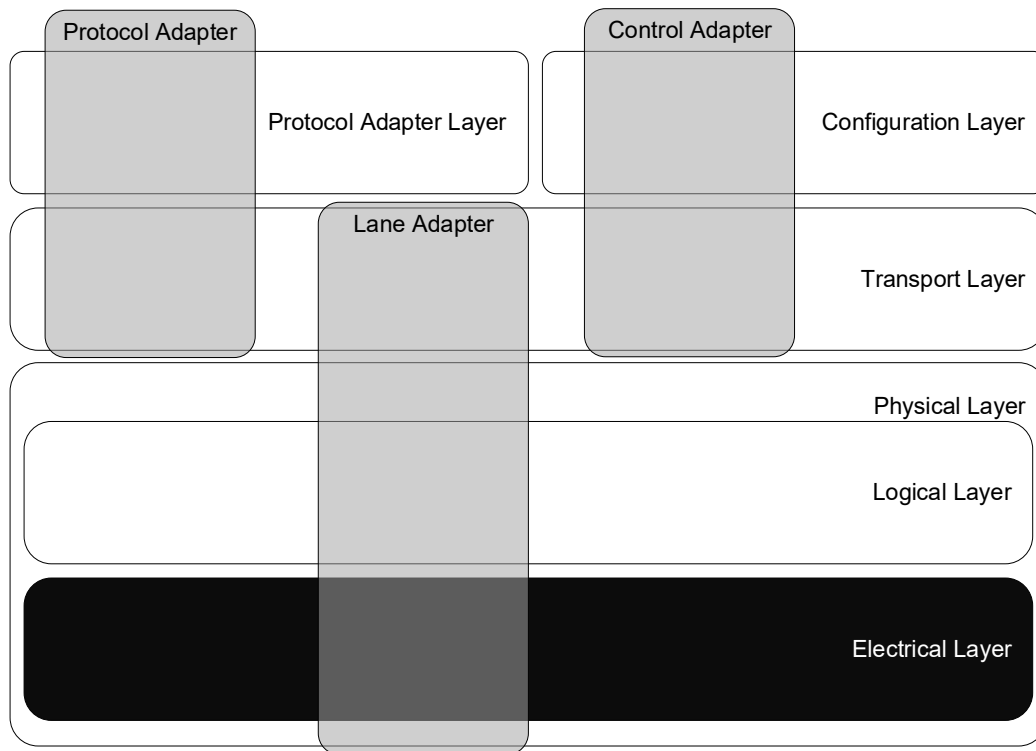 Protocol Adapter
Control Adapter
Protocol Adapter Layer
Configuration Layer
Lane Adapter
Transport Layer
Physical Layer
Logical Layer
Electrical Layer